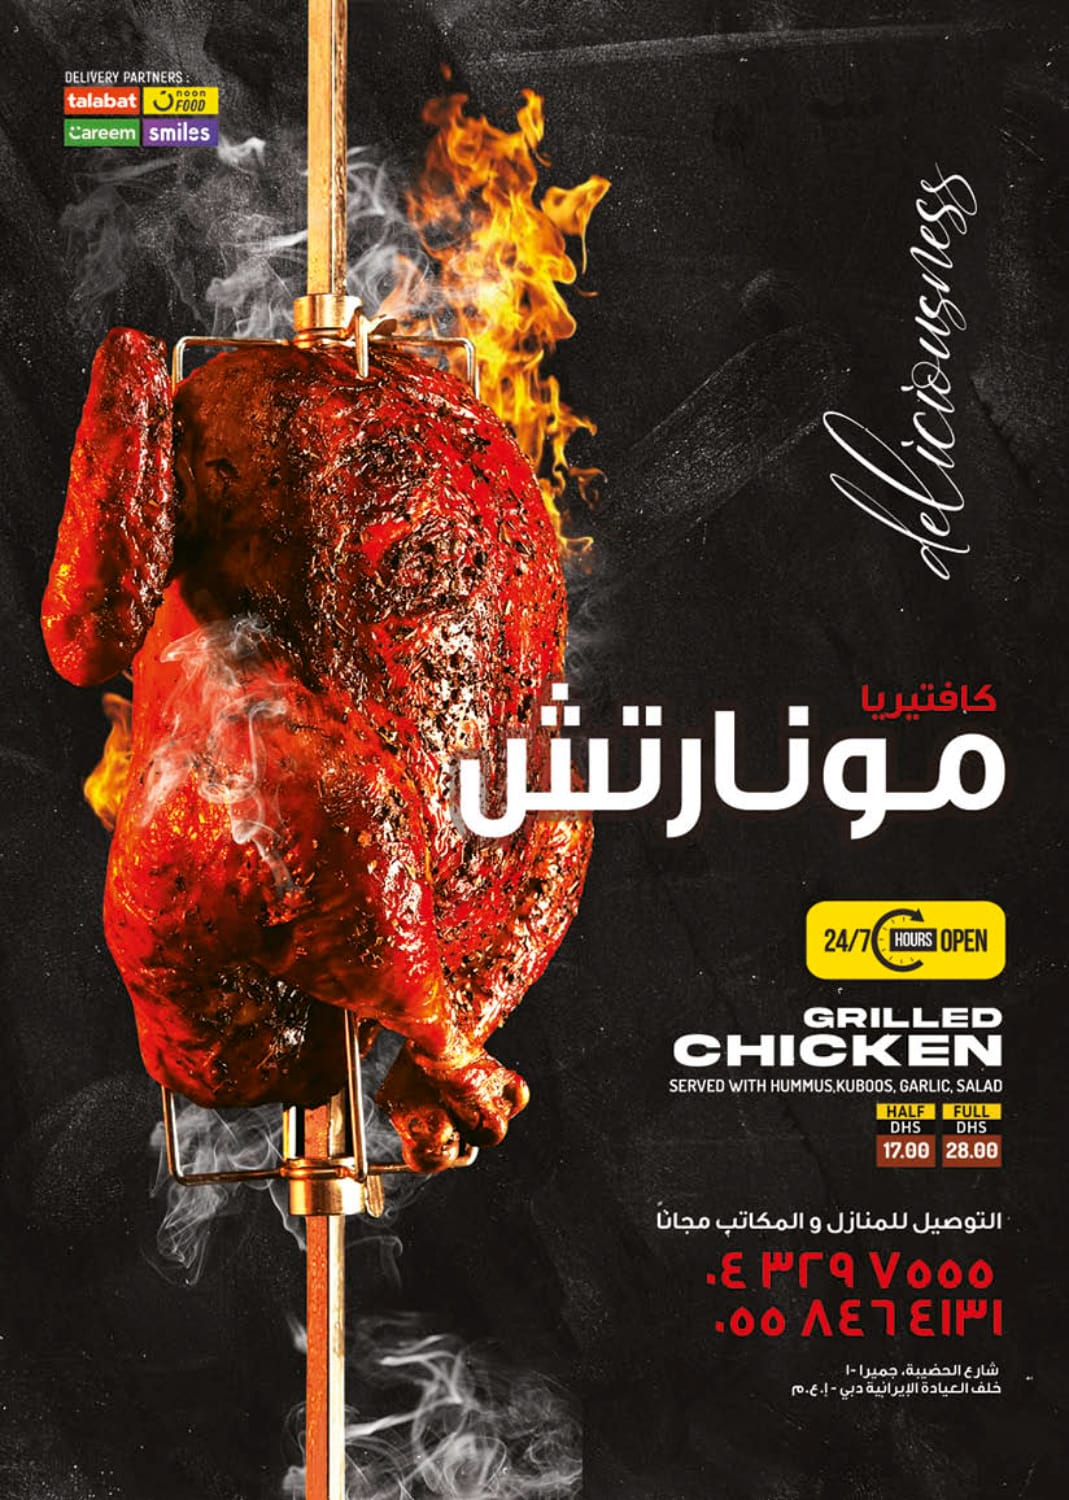 DELIVERY PARTNERS :
talabat
noon
FOOD
Careem
smiles
deliciousness
كافتيريا
مونارتش
24/7 HOURS OPEN
GRILLED
CHICKEN
SERVED WITH HUMMUS,KUBOOS, GARLIC, SALAD
HALF FULL
DHS DHS
17.00 28.00
التوصيل للمنازل و المكاتب مجاناً
٠٤ ٣٢٩ ٧٥٥٥
٠٥٥ ٨٤٦ ٤١٣١
شارع الحضيبة، جميرا -١
خلف العيادة الإيرانية دبي - إ.ع.م